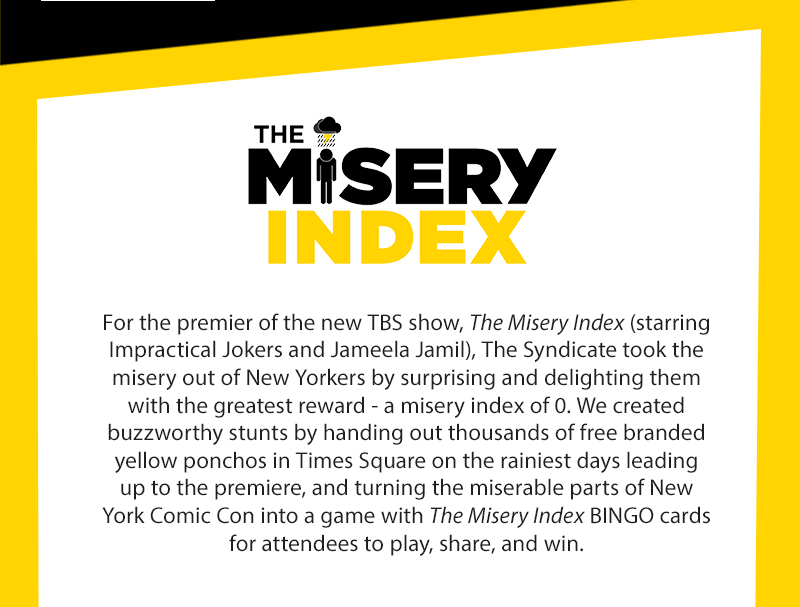 THE
MISERY
INDEX
For the premier of the new TBS show, The Misery Index (starring
Impractical Jokers and Jameela Jamil), The Syndicate took the
misery out of New Yorkers by surprising and delighting them
with the greatest reward - a misery index of 0. We created
buzzworthy stunts by handing out thousands of free branded
yellow ponchos in Times Square on the rainiest days leading
up to the premiere, and turning the miserable parts of New
York Comic Con into a game with The Misery Index BINGO cards
for attendees to play, share, and win.